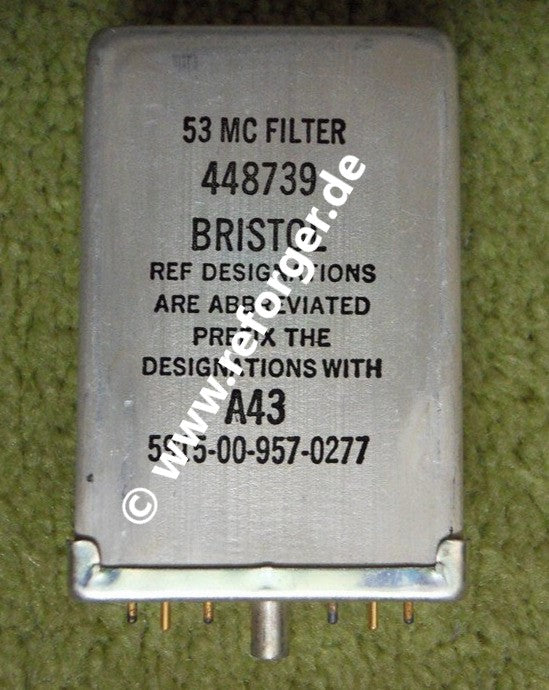 53 MC FILTER
448739
BRISTOL
REF DESIGNATIONS
ARE ABBREVIATED
PREFIX THE
DESIGNATIONS WITH
A43
5915-00-957-0277
© www.reforger.de